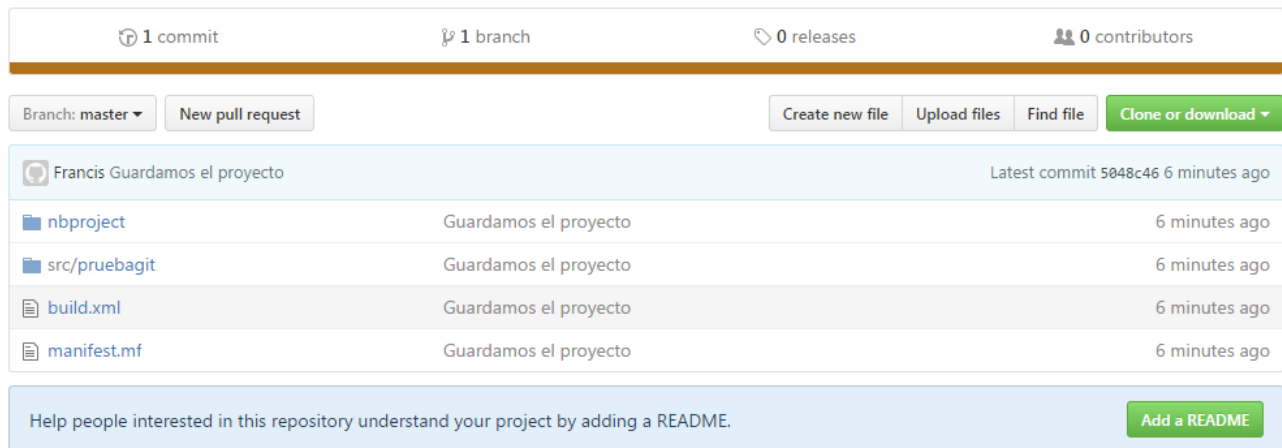 1 commit 1 branch 0 releases 0 contributors
Branch: master New pull request Create new file Upload files Find file Clone or download
Francis Guardamos el proyecto Latest commit 5048c46 6 minutes ago
nbproject Guardamos el proyecto 6 minutes ago
src/pruebagit Guardamos el proyecto 6 minutes ago
build.xml Guardamos el proyecto 6 minutes ago
manifest.mf Guardamos el proyecto 6 minutes ago
Help people interested in this repository understand your project by adding a README. Add a README